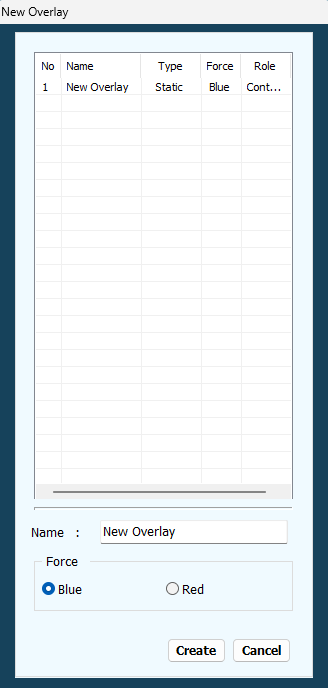 New Overlay
No Name Type Force Role
1 New Overlay Static Blue Cont...
Name : New Overlay
Force
Blue Red
Create Cancel